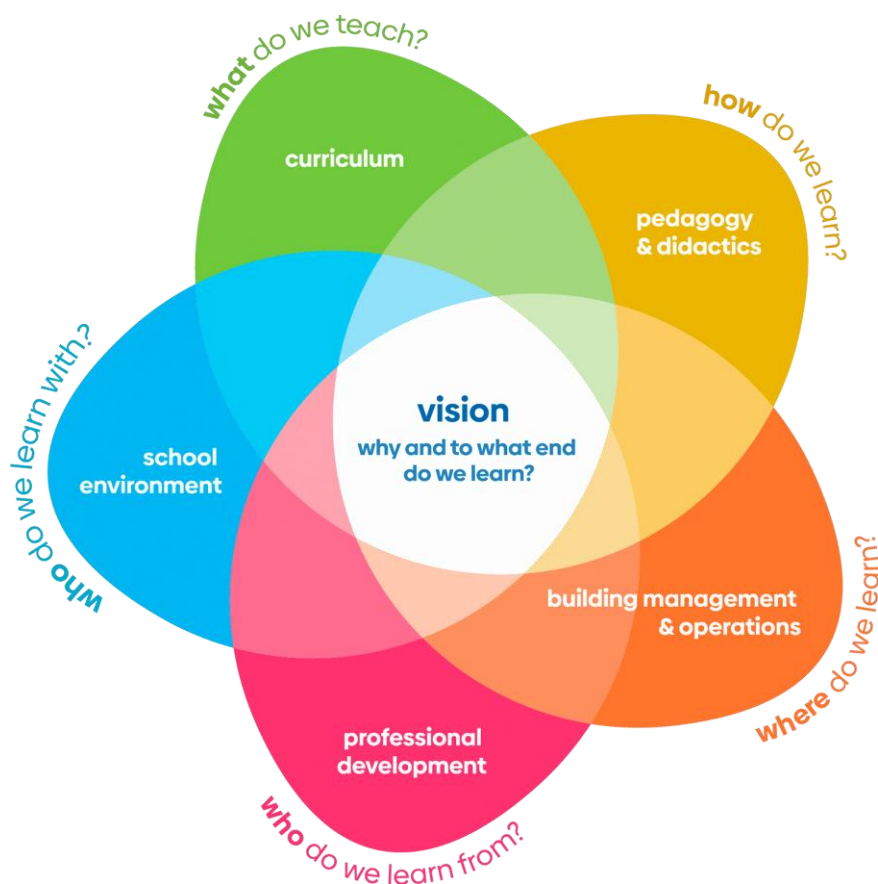 what do we teach?
curriculum
how do we learn?
pedagogy
& didactics
who do we learn with?
school
environment
vision
why and to what end
do we learn?
building management
& operations
where do we learn?
professional
development
who do we learn from?